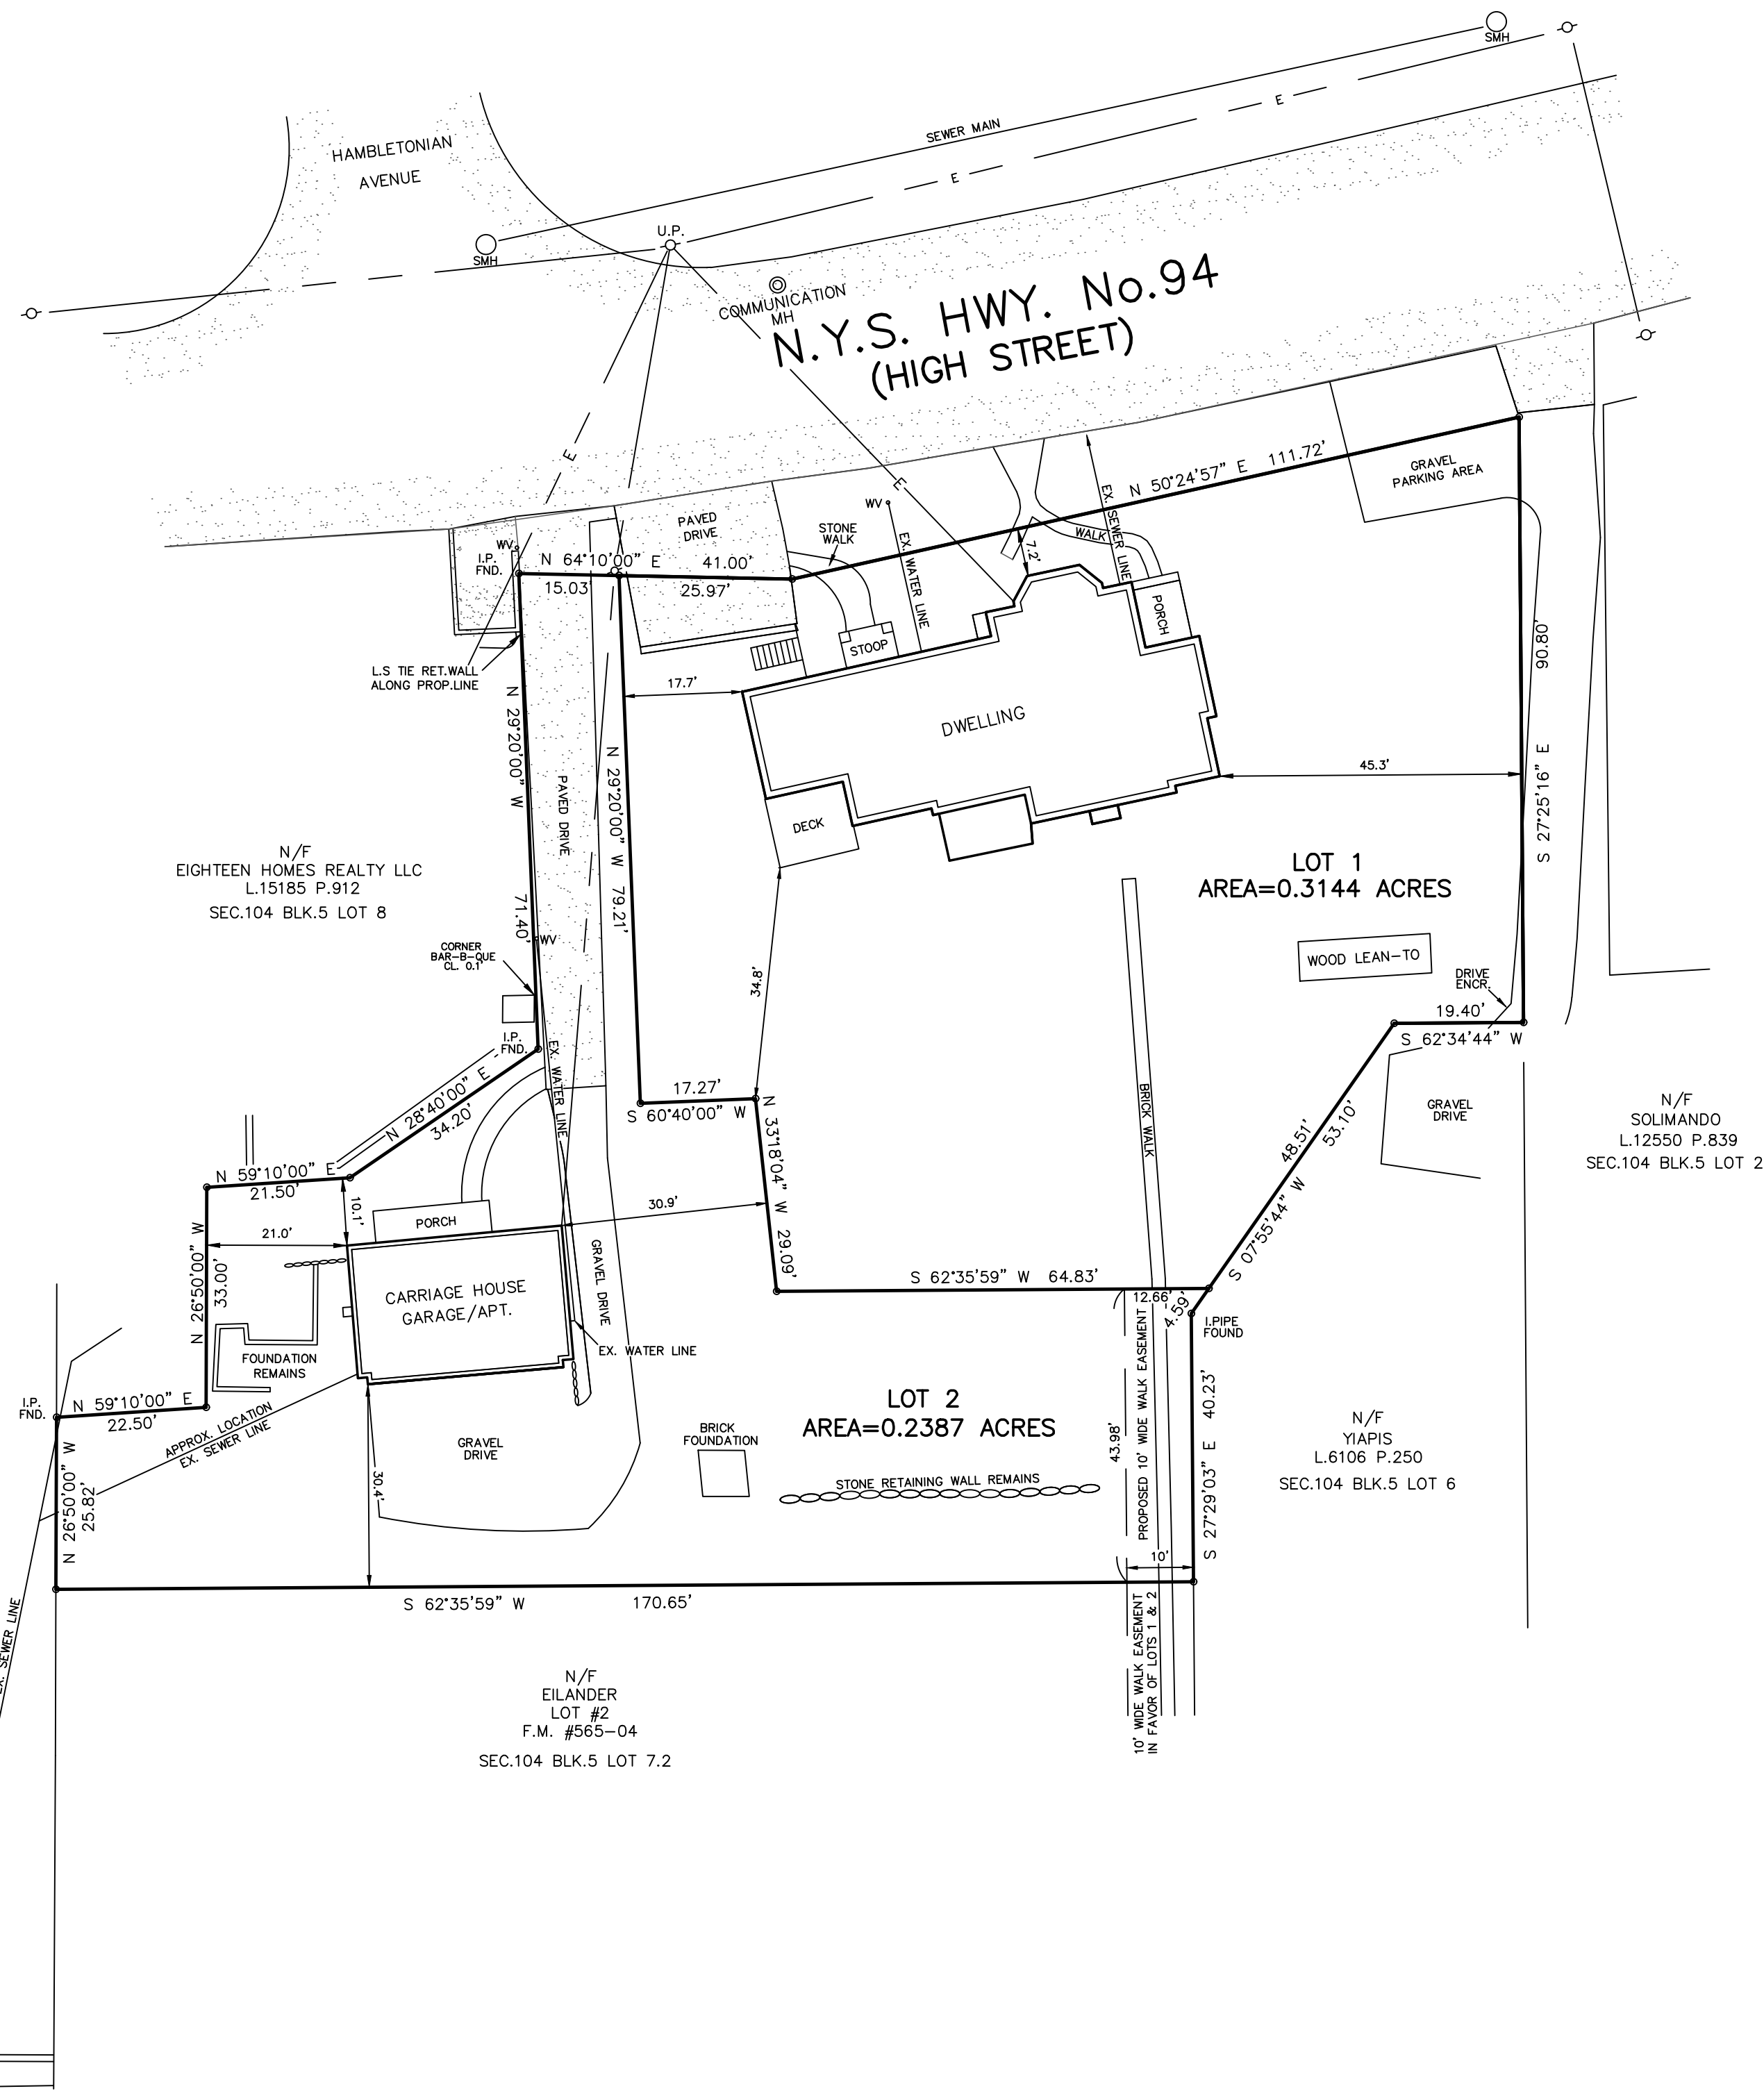 SMH
SEWER MAIN
E
HAMBLETONIAN
AVENUE
E
U.P.
SMH
COMMUNICATION
MH
N.Y.S. HWY. No.94
(HIGH STREET)
E
E
N 50°24'57" E 111.72'
GRAVEL
PARKING AREA
WV
STONE
WALK
PAVED
DRIVE
EX. SEWER LINE
WALK
7.2'
EX. WATER LINE
WV
I.P.
FND.
N 64°10'00" E 41.00'
15.03'
25.97'
PORCH
STOOP
90.80'
S 27°25'16" E
L.S TIE RET.WALL
ALONG PROP.LINE
17.7'
DWELLING
N 29°20'00" W
71.40'
PAVED DRIVE
N 29°20'00" W 79.21'
45.3'
DECK
N/F
EIGHTEEN HOMES REALTY LLC
L.15185 P.912
SEC.104 BLK.5 LOT 8
LOT 1
AREA=0.3144 ACRES
CORNER
BAR-B-QUE
CL. 0.1'
WV
WOOD LEAN-TO
34.8'
DRIVE
ENCR.
19.40'
S 62°34'44" W
I.P.
FND.
EX. WATER LINE
N 28°40'00" E
34.20'
17.27'
S 60°40'00" W
N 33°18'04" W 29.09'
BRICK WALK
48.51'
53.10'
S 07°55'44" W
GRAVEL
DRIVE
N/F
SOLIMANDO
L.12550 P.839
SEC.104 BLK.5 LOT 2
N 59°10'00" E
21.50'
10.1'
PORCH
30.9'
21.0'
N 26°50'00" W
33.00'
GRAVEL DRIVE
CARRIAGE HOUSE
GARAGE/APT.
S 62°35'59" W 64.83'
12.66'
4.59'
I.PIPE
FOUND
EX. WATER LINE
FOUNDATION
REMAINS
I.P.
FND.
N 59°10'00" E
22.50'
APPROX. LOCATION
EX. SEWER LINE
LOT 2
AREA=0.2387 ACRES
BRICK
FOUNDATION
GRAVEL
DRIVE
STONE RETAINING WALL REMAINS
43.98'
PROPOSED 10' WIDE WALK EASEMENT
S 27°29'03" E 40.23'
N/F
YIAPIS
L.6106 P.250
SEC.104 BLK.5 LOT 6
N 26°50'00" W
25.82'
30.4'
10'
S 62°35'59" W 170.65'
EX. SEWER LINE
10' WIDE WALK EASEMENT
IN FAVOR OF LOTS 1 & 2
N/F
EILANDER
LOT #2
F.M. #565-04
SEC.104 BLK.5 LOT 7.2